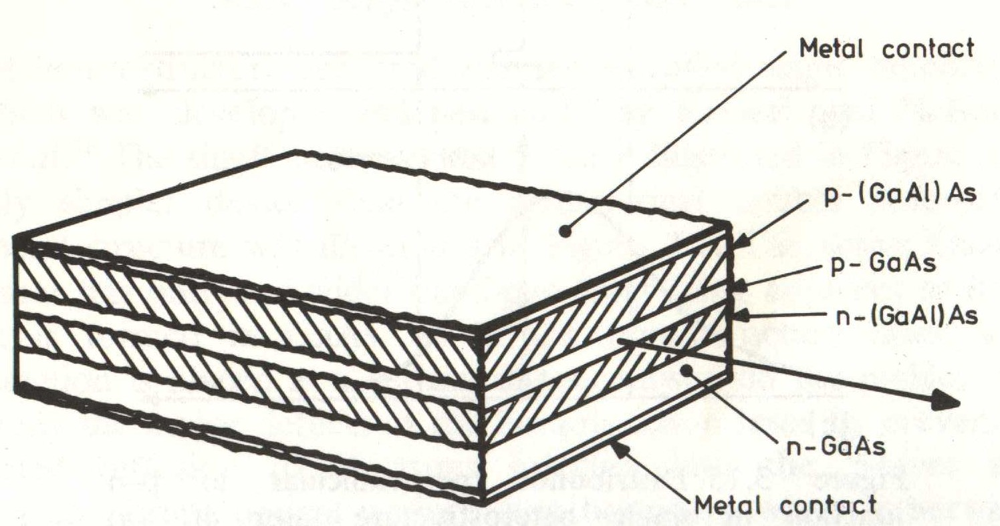 Metal contact
p-(GaAl)As
p-GaAs
n-(GaAl)As
n-GaAs
Metal contact